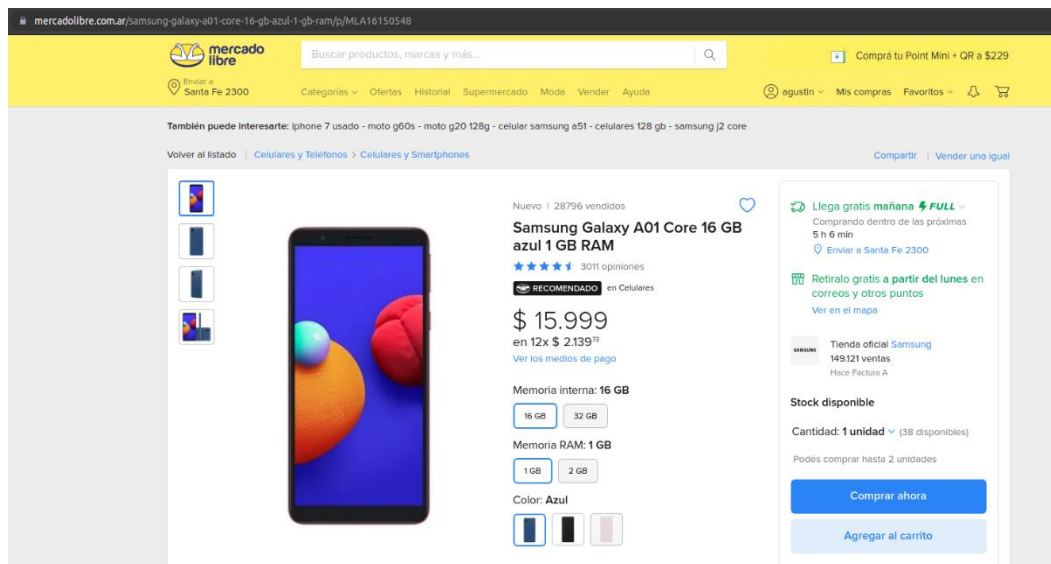 mercadolibre.com.ar/samsung-galaxy-a01-core-16-gb-azul-1-gb-ram/p/MLA16150548
mercado
libre
Buscar productos, marcas y más...
Comprá tu Point Mini + QR a $229
Enviar a
Santa Fe 2300
Categorías Ofertas Historial Supermercado Moda Vender Ayuda
agustin Mis compras Favoritos
También puede interesarte: iphone 7 usado - moto g60s - moto g20 128g - celular samsung a51 - celulares 128 gb - samsung j2 core
Volver al listado | Celulares y Teléfonos > Celulares y Smartphones
Compartir | Vender uno igual
Nuevo | 28796 vendidos
Samsung Galaxy A01 Core 16 GB
azul 1 GB RAM
3011 opiniones
RECOMENDADO en Celulares
$ 15.999
en 12x $ 2.139⁷³
Ver los medios de pago
Memoria interna: 16 GB
16 GB 32 GB
Memoria RAM: 1 GB
1 GB 2 GB
Color: Azul
Llega gratis mañana FULL
Comprando dentro de las próximas
5 h 6 min
Enviar a Santa Fe 2300
Retiralo gratis a partir del lunes en
correos y otros puntos
Ver en el mapa
SAMSUNG
Tienda oficial Samsung
149.121 ventas
Hace Factura A
Stock disponible
Cantidad: 1 unidad (38 disponibles)
Podés comprar hasta 2 unidades
Comprar ahora
Agregar al carrito